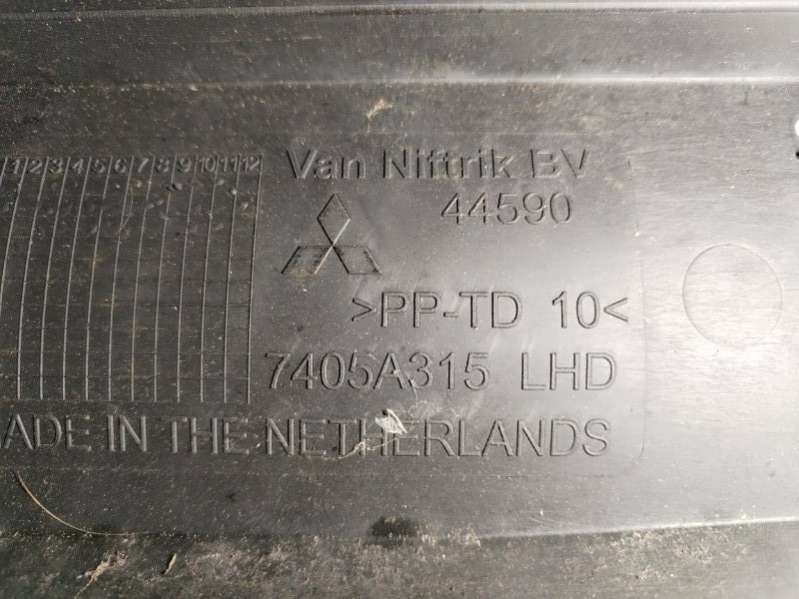 1 2 3 4 5 6 7 8 9 10 11 12
Van Niftrik BV
44590
>PP-TD 10<
7405A315 LHD
ADE IN THE NETHERLANDS